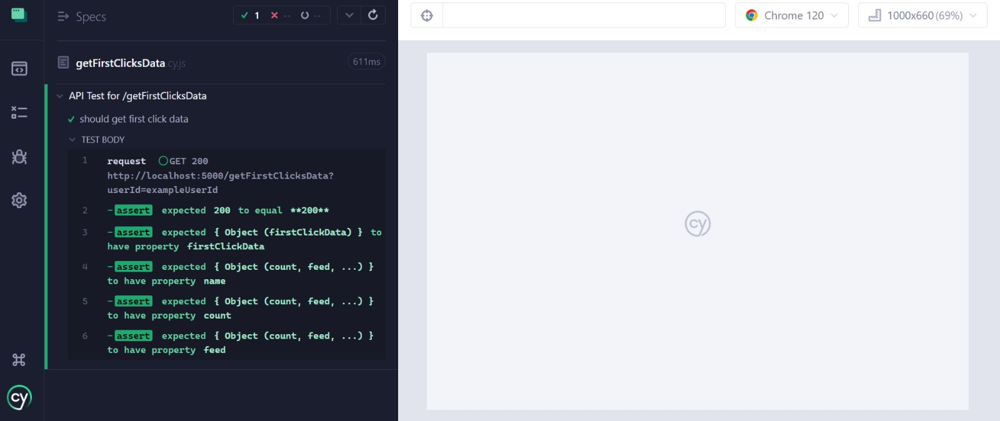 Specs
1 -- --
getFirstClicksData.cy.js
611ms
API Test for /getFirstClicksData
should get first click data
TEST BODY
1 request GET 200
http://localhost:5000/getFirstClicksData?
userId=exampleUserId
2 -assert expected 200 to equal **200**
3 -assert expected { Object (firstClickData) } to
have property firstClickData
4 -assert expected { Object (count, feed, ...) }
to have property name
5 -assert expected { Object (count, feed, ...) }
to have property count
6 -assert expected { Object (count, feed, ...) }
to have property feed
cy
Chrome 120
1000x660 (69%)
cy